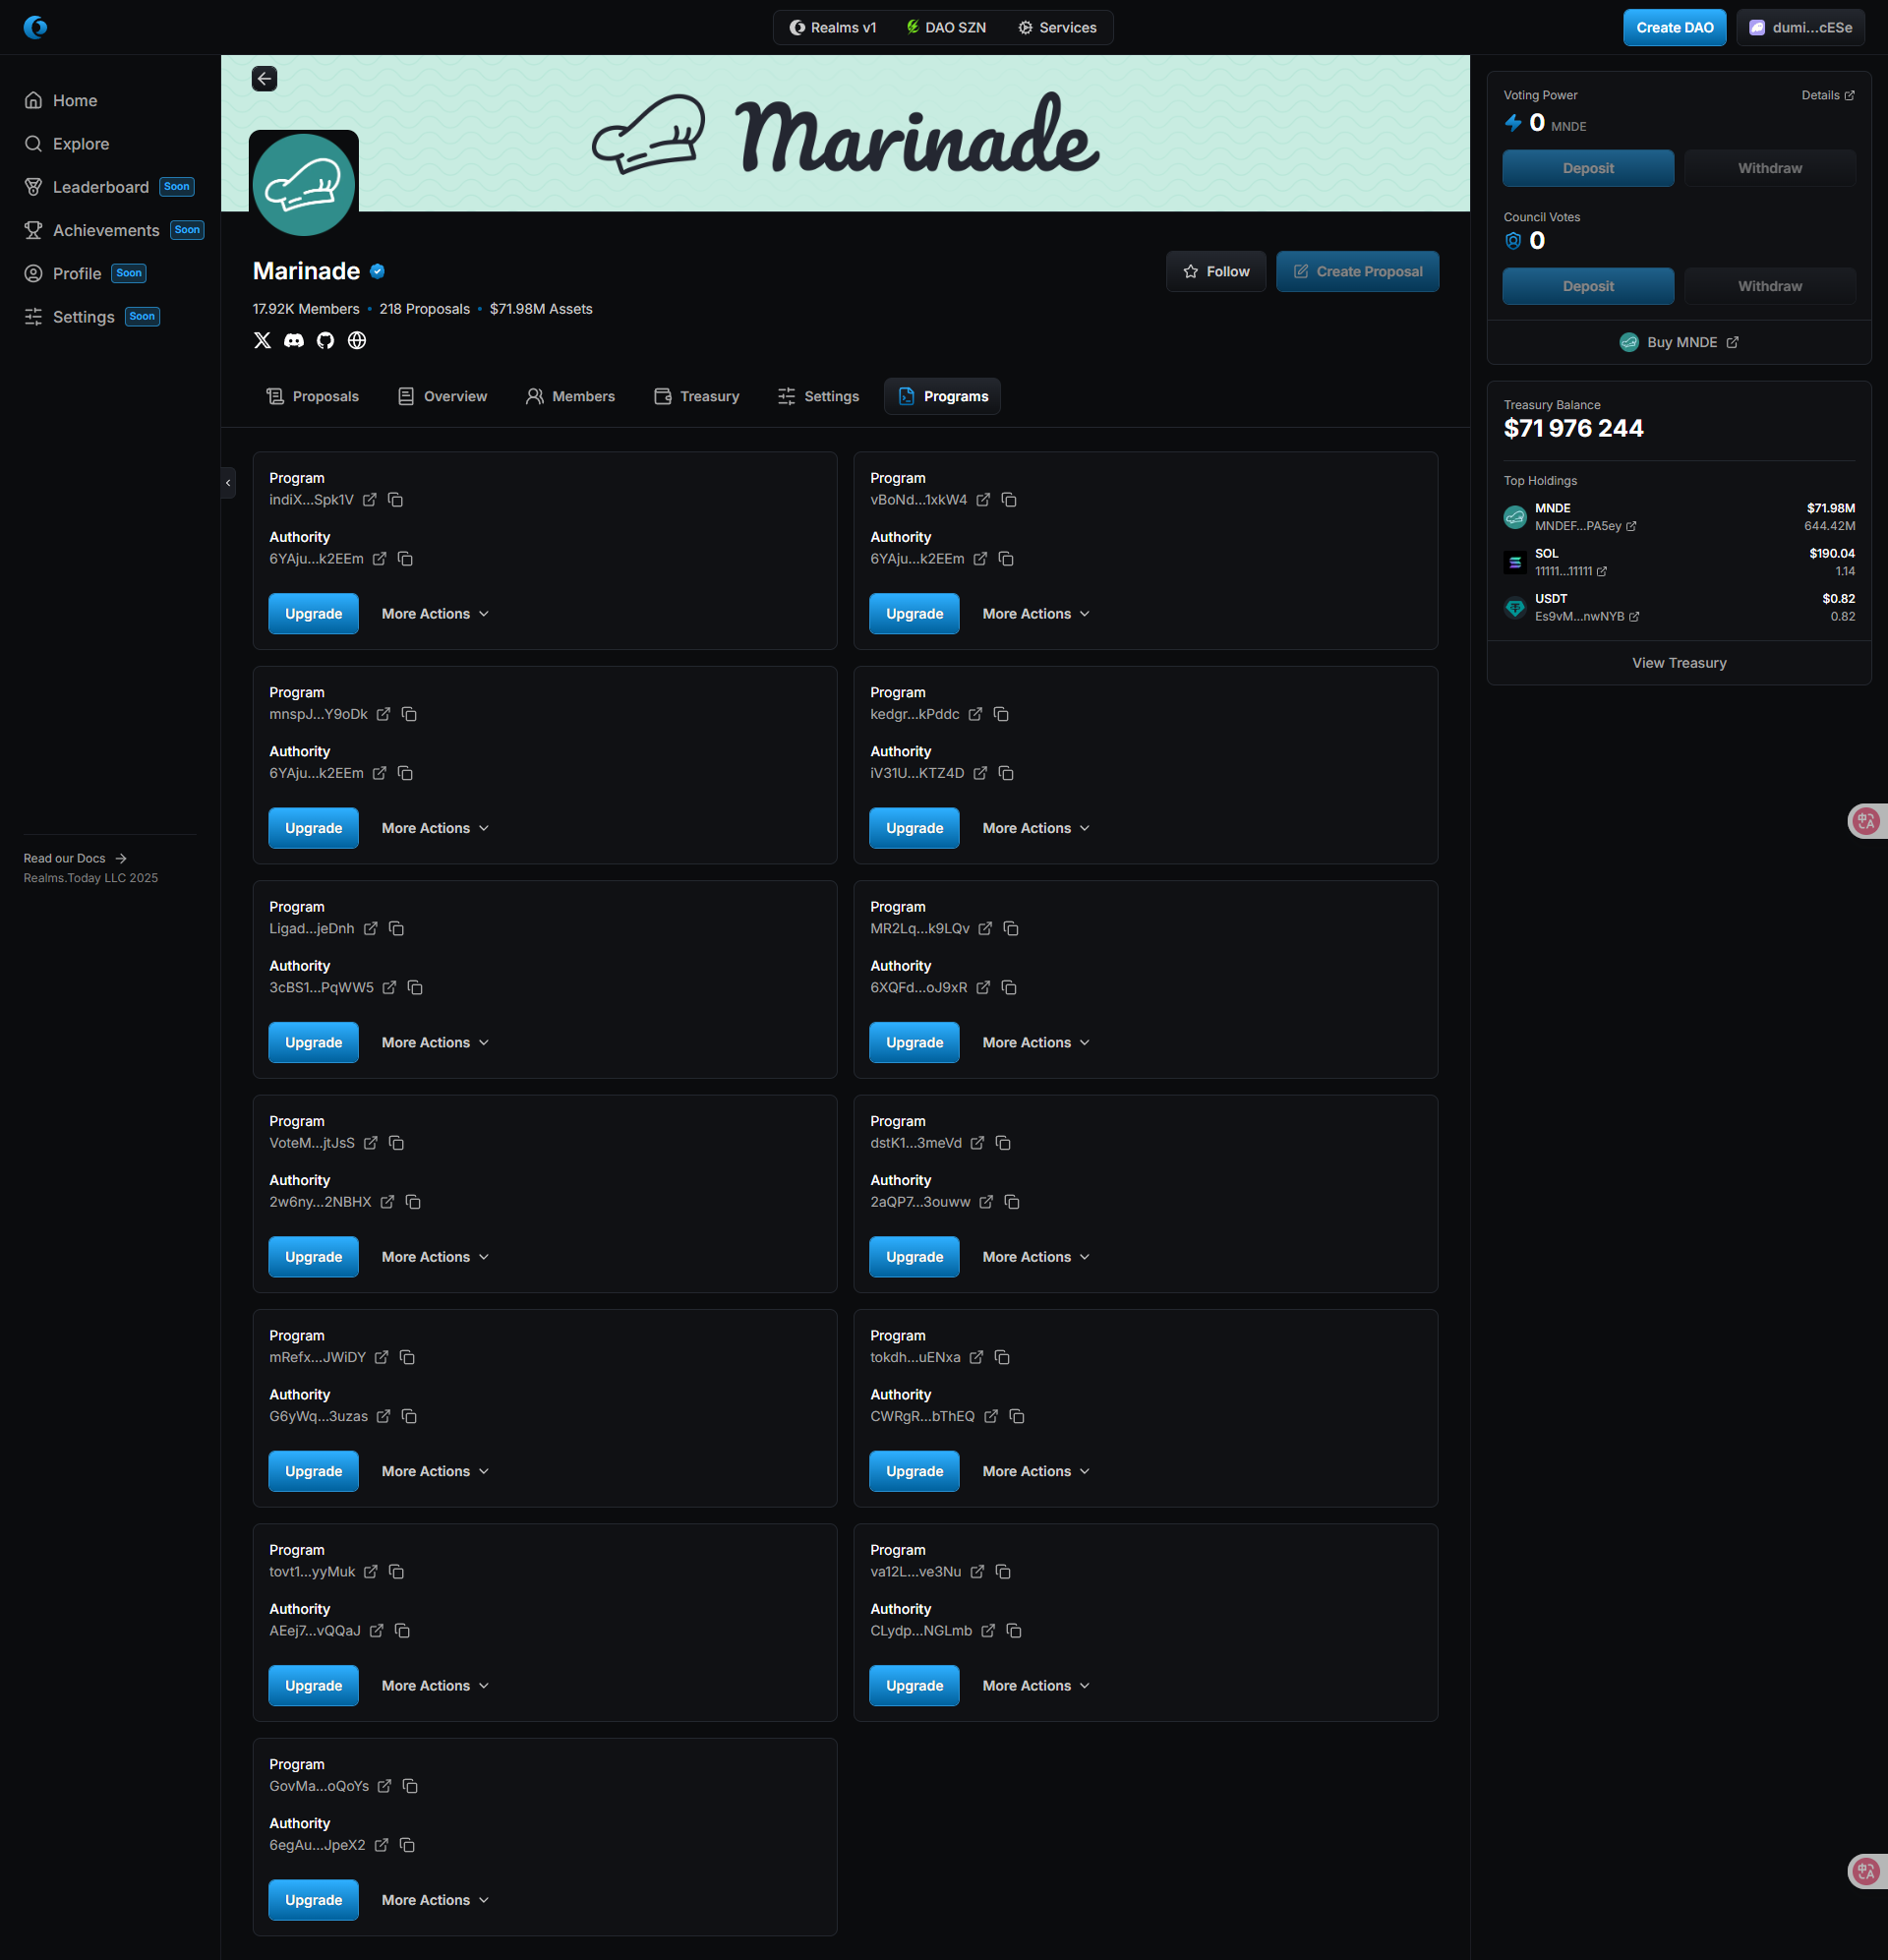 Realms v1
DAO SZN
Services
Create DAO
dumi...cESe
Home
Explore
Leaderboard Soon
Achievements Soon
Profile Soon
Settings Soon
Read our Docs
Realms.Today LLC 2025
Marinade
Marinade
17.92K Members • 218 Proposals • $71.98M Assets
Follow
Create Proposal
Proposals
Overview
Members
Treasury
Settings
Programs
Program
indiX...Spk1V
Authority
6YAju...k2EEm
Upgrade
More Actions
Program
vBoNd...1xkW4
Authority
6YAju...k2EEm
Upgrade
More Actions
Program
mnspJ...Y9oDk
Authority
6YAju...k2EEm
Upgrade
More Actions
Program
kedgr...kPddc
Authority
iV31U...KTZ4D
Upgrade
More Actions
Program
Ligad...jeDnh
Authority
3cBS1...PqWW5
Upgrade
More Actions
Program
MR2Lq...k9LQv
Authority
6XQFd...oJ9xR
Upgrade
More Actions
Program
VoteM...jtJsS
Authority
2w6ny...2NBHX
Upgrade
More Actions
Program
dstK1...3meVd
Authority
2aQP7...3ouww
Upgrade
More Actions
Program
mRefx...JWiDY
Authority
G6yWq...3uzas
Upgrade
More Actions
Program
tokdh...uENxa
Authority
CWRgR...bThEQ
Upgrade
More Actions
Program
tovt1...yyMuk
Authority
AEej7...vQQaJ
Upgrade
More Actions
Program
va12L...ve3Nu
Authority
CLydp...NGLmb
Upgrade
More Actions
Program
GovMa...oQoYs
Authority
6egAu...JpeX2
Upgrade
More Actions
Voting Power
Details
0 MNDE
Deposit
Withdraw
Council Votes
0
Deposit
Withdraw
Buy MNDE
Treasury Balance
$71 976 244
Top Holdings
MNDE $71.98M
MNDEF...PA5ey 644.42M
SOL $190.04
11111...11111 1.14
USDT $0.82
Es9vM...nwNYB 0.82
View Treasury
中A
中A